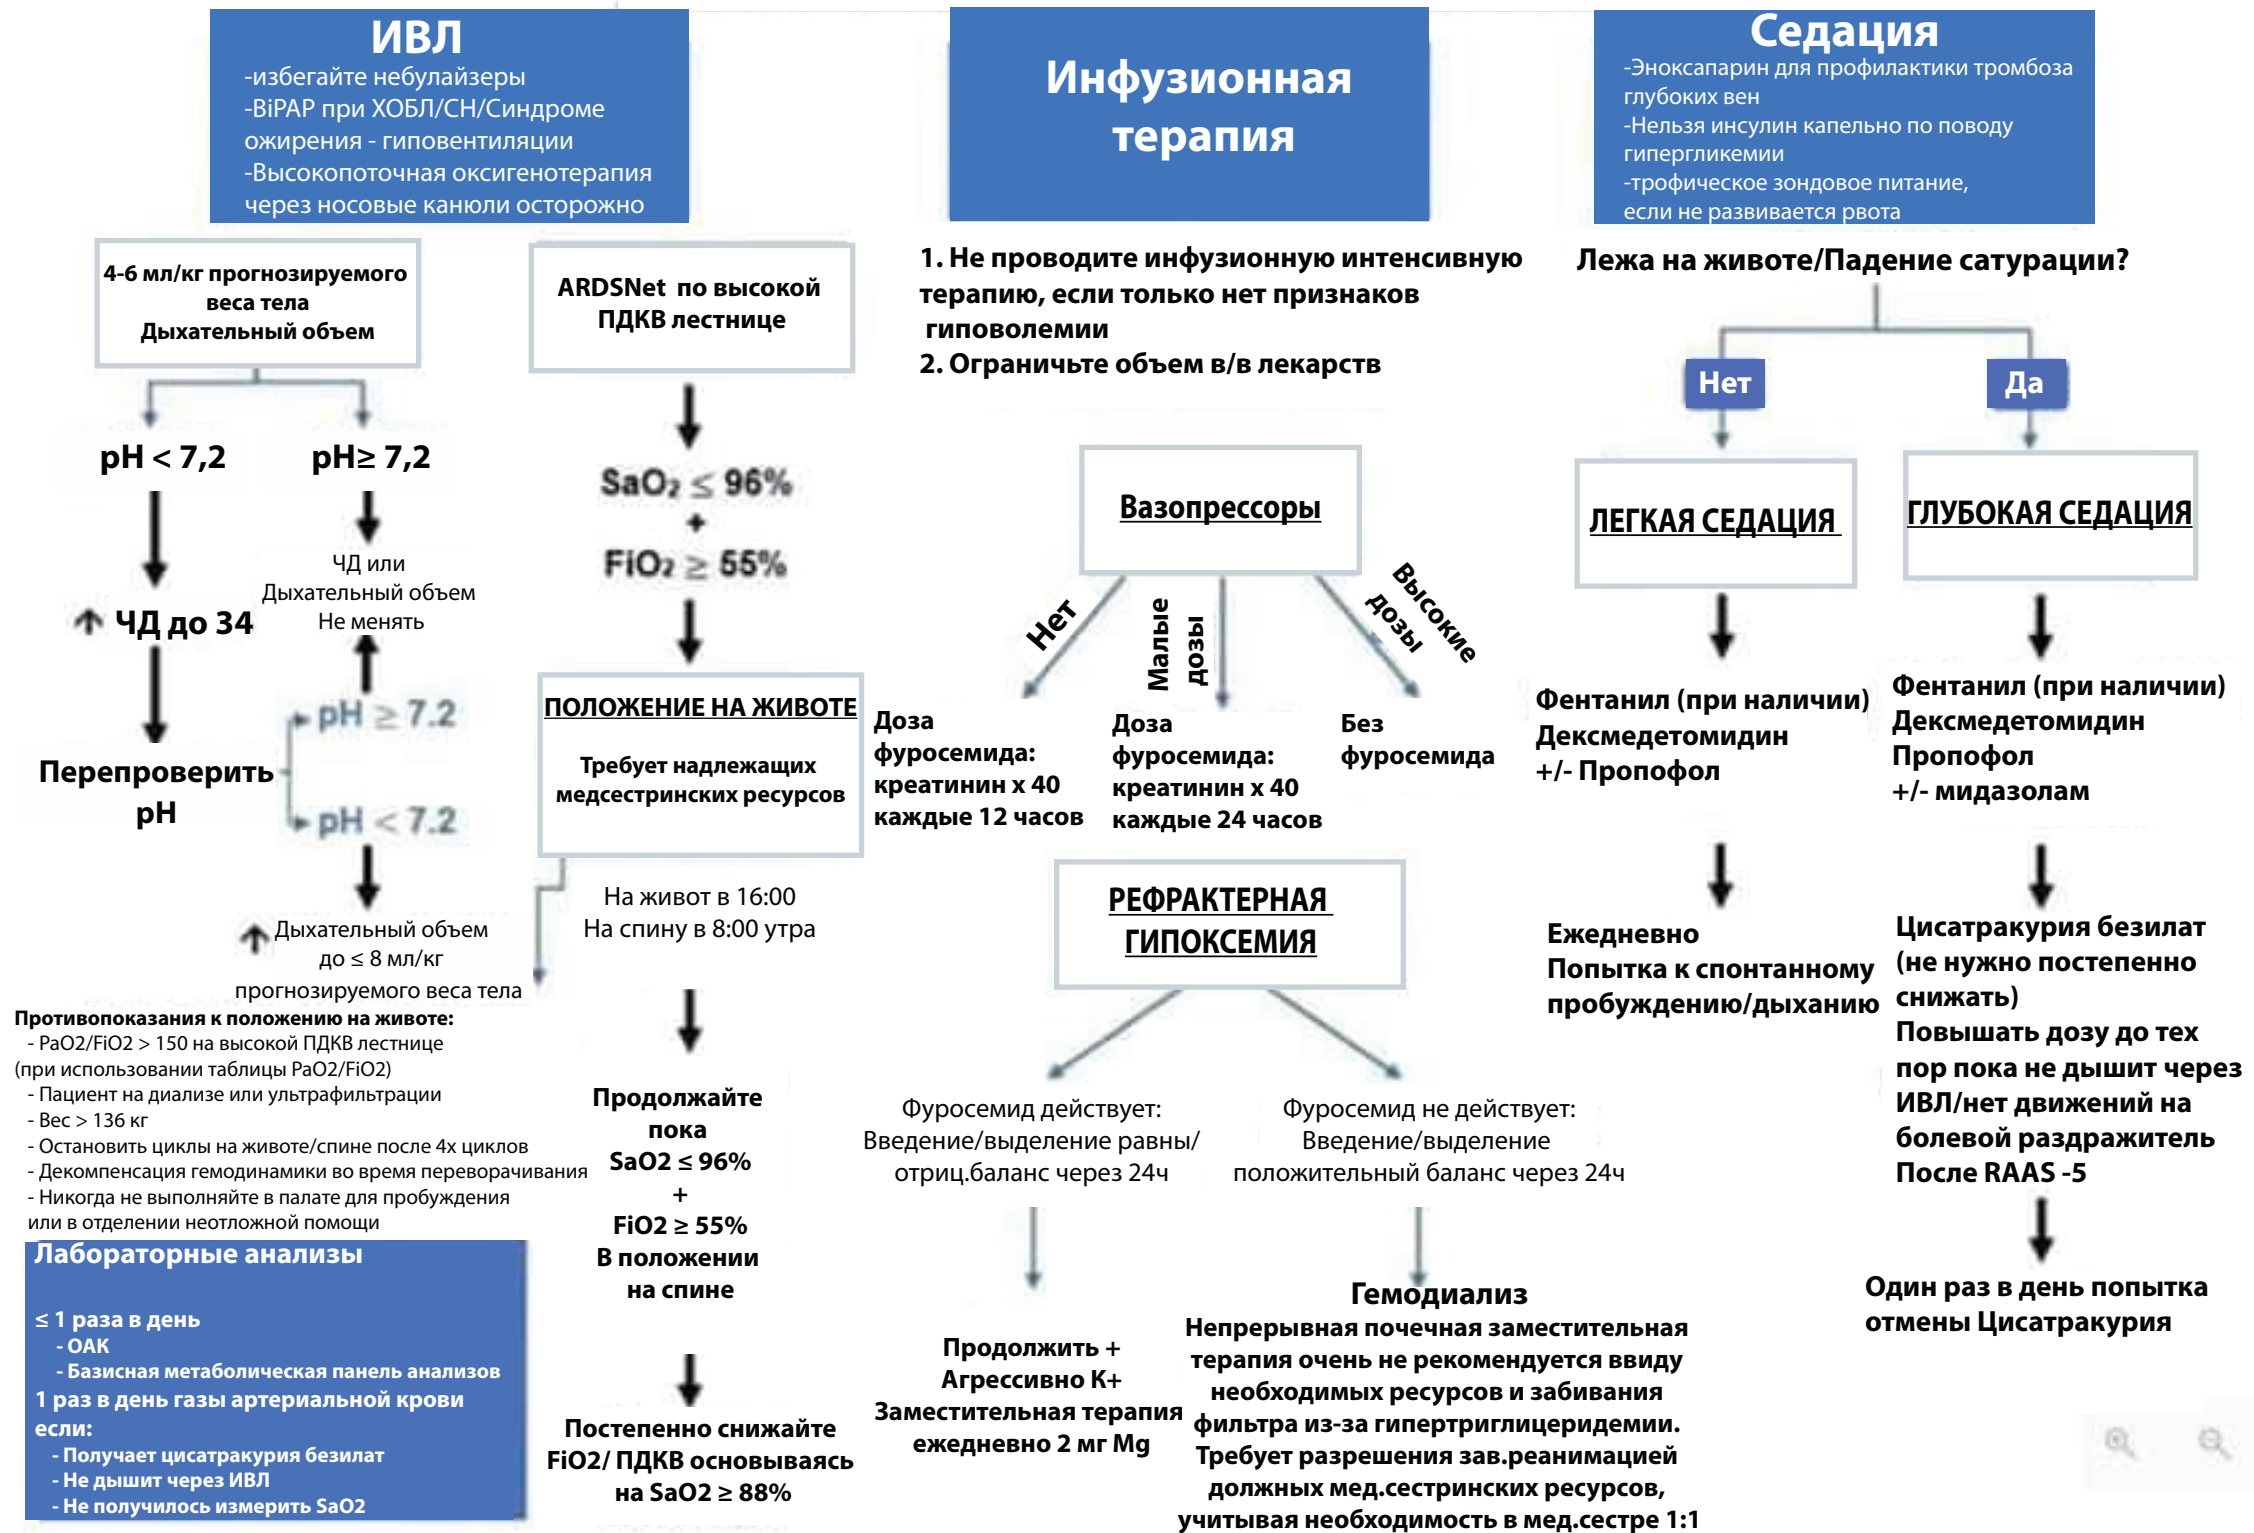 ИВЛ
-избегайте небулайзеры
-BiPAP при ХОБЛ/СН/Синдроме
ожирения - гиповентиляции
-Высокопоточная оксигенотерапия
через носовые канюли осторожно
4-6 мл/кг прогнозируемого
веса тела
Дыхательный объем
pH < 7,2
pH≥ 7,2
ЧД до 34
ЧД или
Дыхательный объем
Не менять
Перепроверить
pH
pH ≥ 7.2
pH < 7.2
Дыхательный объем
до ≤ 8 мл/кг
прогнозируемого веса тела
ARDSNet по высокой
ПДКВ лестнице
SaO₂ ≤ 96%
+
FiO₂ ≥ 55%
ПОЛОЖЕНИЕ НА ЖИВОТЕ
Требует надлежащих
медсестринских ресурсов
На живот в 16:00
На спину в 8:00 утра
Продолжайте
пока
SaO2 ≤ 96%
+
FiO2 ≥ 55%
В положении
на спине
Постепенно снижайте
FiO2/ ПДКВ основываясь
на SaO2 ≥ 88%
Противопоказания к положению на животе:
- PaO2/FiO2 > 150 на высокой ПДКВ лестнице
(при использовании таблицы PaO2/FiO2)
- Пациент на диализе или ультрафильтрации
- Вес > 136 кг
- Остановить циклы на животе/спине после 4х циклов
- Декомпенсация гемодинамики во время переворачивания
- Никогда не выполняйте в палате для пробуждения
или в отделении неотложной помощи
Лабораторные анализы
≤ 1 раза в день
- ОАК
- Базисная метаболическая панель анализов
1 раз в день газы артериальной крови
если:
- Получает цисатракурия безилат
- Не дышит через ИВЛ
- Не получилось измерить SaO2
Инфузионная
терапия
1. Не проводите инфузионную интенсивную
терапию, если только нет признаков
гиповолемии
2. Ограничьте объем в/в лекарств
Вазопрессоры
Нет
Малые
дозы
Высокие
дозы
Доза
фуросемида:
креатинин х 40
каждые 12 часов
Доза
фуросемида:
креатинин х 40
каждые 24 часов
Без
фуросемида
РЕФРАКТЕРНАЯ
ГИПОКСЕМИЯ
Фуросемид действует:
Введение/выделение равны/
отриц.баланс через 24ч
Фуросемид не действует:
Введение/выделение
положительный баланс через 24ч
Продолжить +
Агрессивно К+
Заместительная терапия
ежедневно 2 мг Mg
Гемодиализ
Непрерывная почечная заместительная
терапия очень не рекомендуется ввиду
необходимых ресурсов и забивания
фильтра из-за гипертриглицеридемии.
Требует разрешения зав.реанимацией
должных мед.сестринских ресурсов,
учитывая необходимость в мед.сестре 1:1
Седация
-Эноксапарин для профилактики тромбоза
глубоких вен
-Нельзя инсулин капельно по поводу
гипергликемии
-трофическое зондовое питание,
если не развивается рвота
Лежа на животе/Падение сатурации?
Нет
Да
ЛЕГКАЯ СЕДАЦИЯ
ГЛУБОКАЯ СЕДАЦИЯ
Фентанил (при наличии)
Дексмедетомидин
+/- Пропофол
Ежедневно
Попытка к спонтанному
пробуждению/дыханию
Фентанил (при наличии)
Дексмедетомидин
Пропофол
+/- мидазолам
Цисатракурия безилат
(не нужно постепенно
снижать)
Повышать дозу до тех
пор пока не дышит через
ИВЛ/нет движений на
болевой раздражитель
После RAAS -5
Один раз в день попытка
отмены Цисатракурия